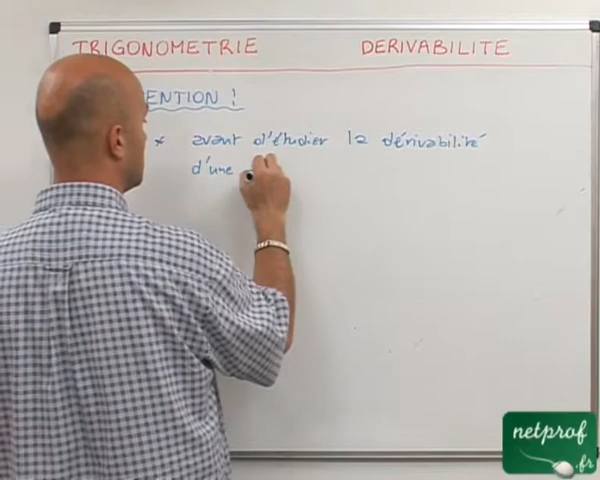 TRIGONOMETRIE DERIVABILITE
ENTION !
* avant d'étudier la dérivabilité
d'une
netprof
.fr